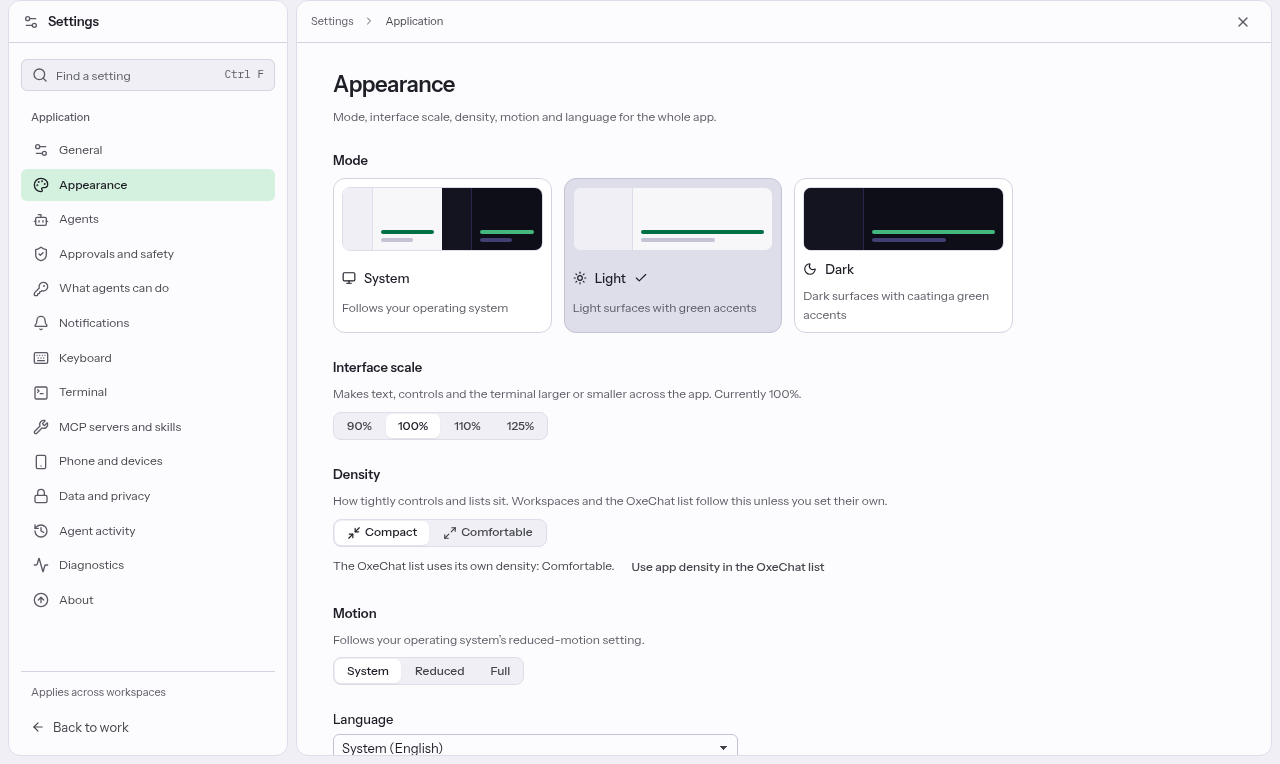 Settings
Settings
Application
Find a setting
Ctrl F
Application
General
Appearance
Agents
Approvals and safety
What agents can do
Notifications
Keyboard
Terminal
MCP servers and skills
Phone and devices
Data and privacy
Agent activity
Diagnostics
About
Applies across workspaces
Back to work
Appearance
Mode, interface scale, density, motion and language for the whole app.
Mode
System
Follows your operating system
Light
Light surfaces with green accents
Dark
Dark surfaces with caatinga green
accents
Interface scale
Makes text, controls and the terminal larger or smaller across the app. Currently 100%.
90% 100% 110% 125%
Density
How tightly controls and lists sit. Workspaces and the OxeChat list follow this unless you set their own.
Compact Comfortable
The OxeChat list uses its own density: Comfortable. Use app density in the OxeChat list
Motion
Follows your operating system's reduced-motion setting.
System Reduced Full
Language
System (English)